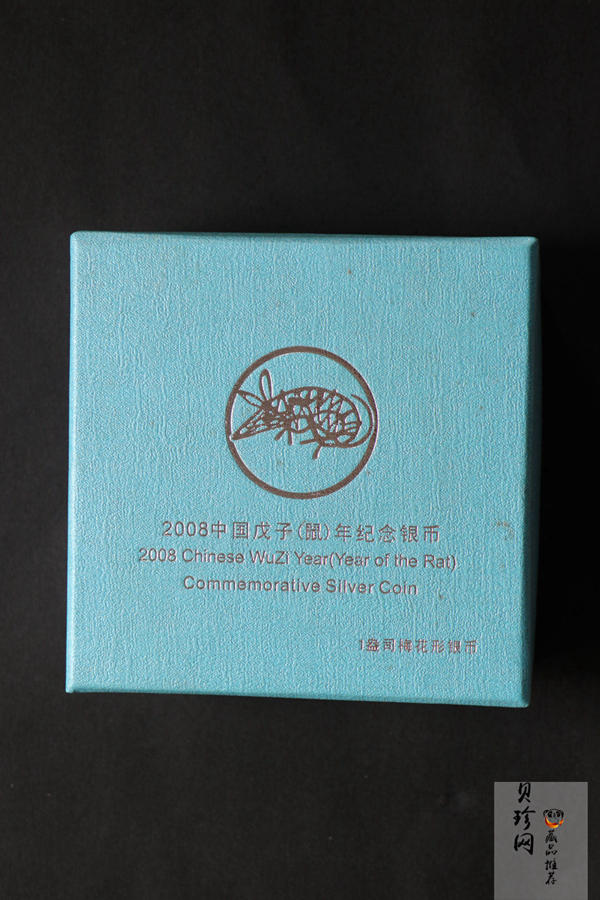 2008中国戊子(鼠)年纪念银币
2008 Chinese WuZi Year(Year of the Rat)
Commemorative Silver Coin
1盎司梅花形银币
贝珍网
藏品推荐